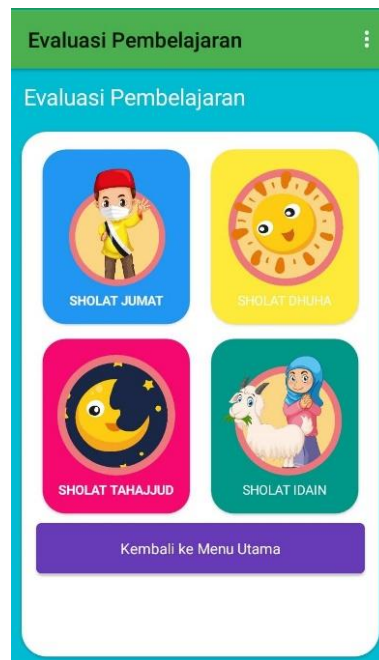 Evaluasi Pembelajaran
Evaluasi Pembelajaran
SHOLAT JUMAT
SHOLAT DHUHA
SHOLAT TAHAJJUD
SHOLAT IDAIN
Kembali ke Menu Utama